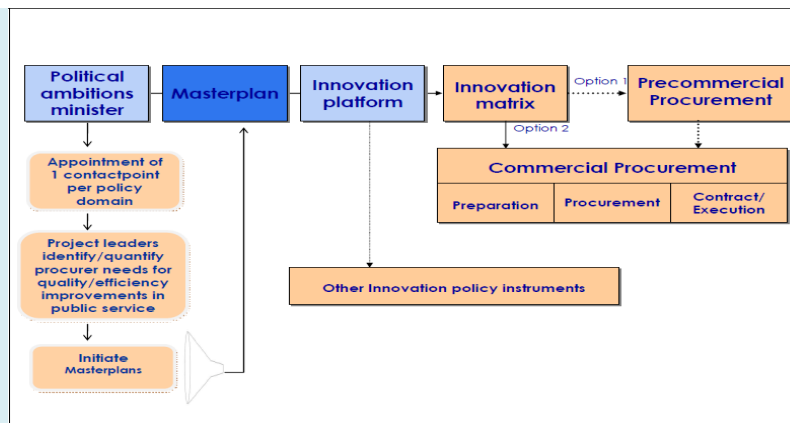 Political
ambitions
minister
Masterplan
Innovation
platform
Innovation
matrix
Option 1
Precommercial
Procurement
Option 2
Appointment of
1 contactpoint
per policy
domain
Commercial Procurement
Preparation
Procurement
Contract/
Execution
Project leaders
identify/quantify
procurer needs for
quality/efficiency
improvements in
public service
Other Innovation policy instruments
Initiate
Masterplans